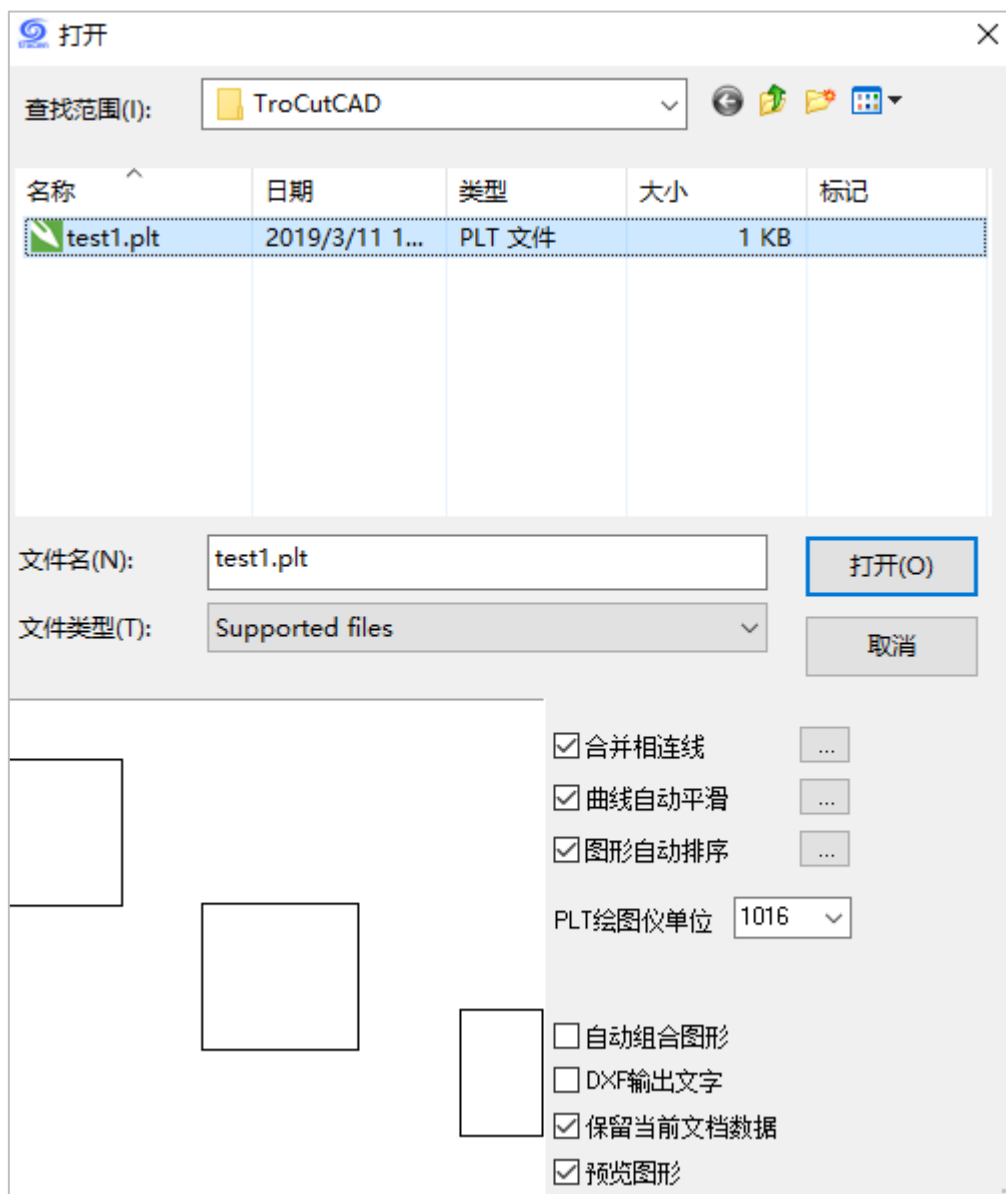 打开
查找范围(I): TroCutCAD
名称 日期 类型 大小 标记
test1.plt 2019/3/11 1... PLT 文件 1 KB
文件名(N): test1.plt 打开(O)
文件类型(T): Supported files
取消
合并相连线 ...
曲线自动平滑 ...
图形自动排序 ...
PLT绘图仪单位 1016
自动组合图形
DXF输出文字
保留当前文档数据
预览图形